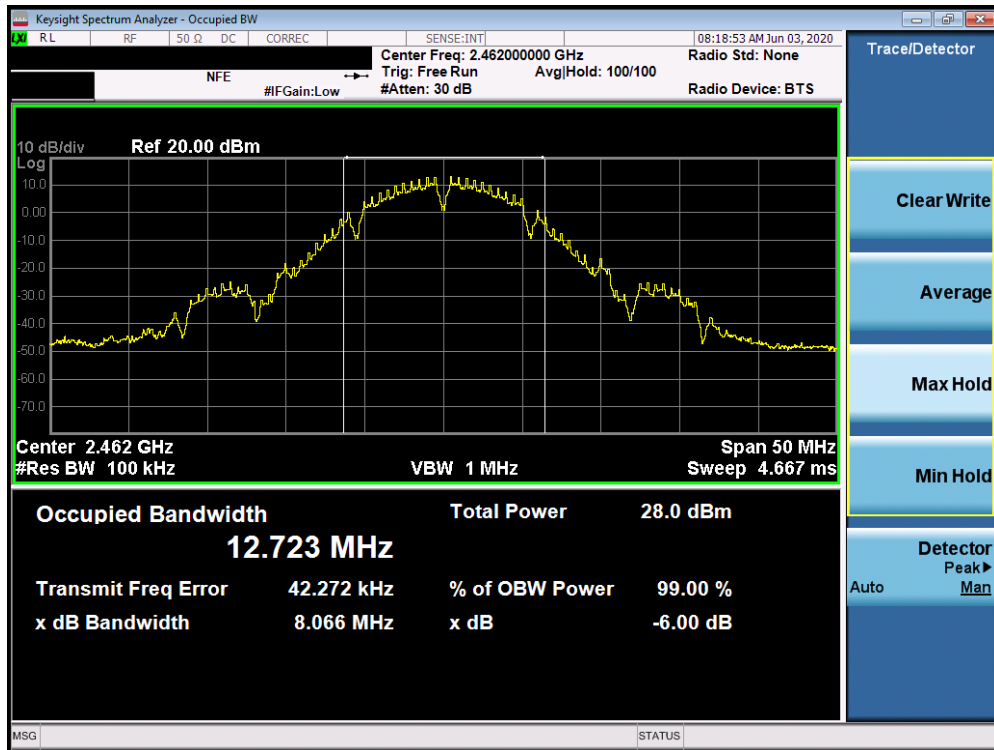 Keysight Spectrum Analyzer - Occupied BW
LXI RL RF 50 Ω DC CORREC SENSE:INT 08:18:53 AM Jun 03, 2020
Center Freq: 2.462000000 GHz Radio Std: None
NFE Trig: Free Run Avg|Hold: 100/100
#IFGain:Low #Atten: 30 dB Radio Device: BTS
Trace/Detector
10 dB/div Ref 20.00 dBm
Log
10.0
0.00
-10.0
-20.0
-30.0
-40.0
-50.0
-60.0
-70.0
Center 2.462 GHz Span 50 MHz
#Res BW 100 kHz VBW 1 MHz Sweep 4.667 ms
Occupied Bandwidth Total Power 28.0 dBm
12.723 MHz
Transmit Freq Error 42.272 kHz % of OBW Power 99.00 %
x dB Bandwidth 8.066 MHz x dB -6.00 dB
Clear Write
Average
Max Hold
Min Hold
Detector
Peak▶
Auto Man
MSG STATUS